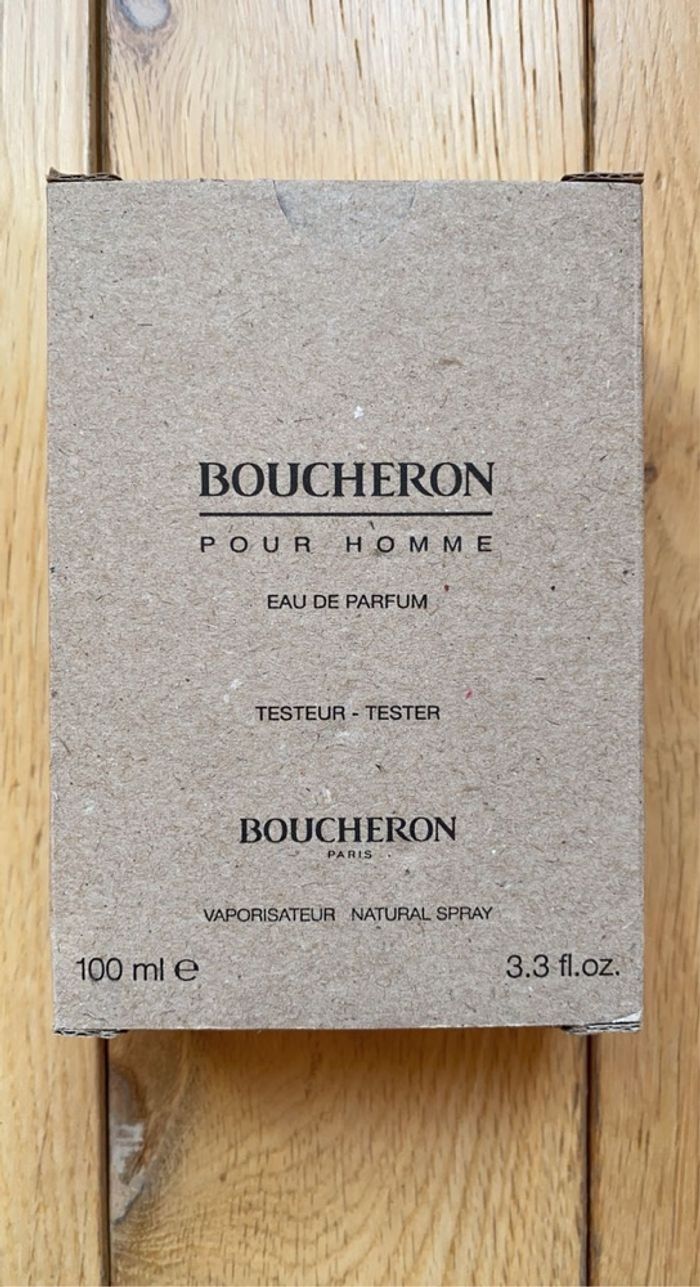 BOUCHERON
POUR HOMME
EAU DE PARFUM
TESTEUR - TESTER
BOUCHERON
PARIS
VAPORISATEUR NATURAL SPRAY
100 ml ℮ 3.3 fl.oz.